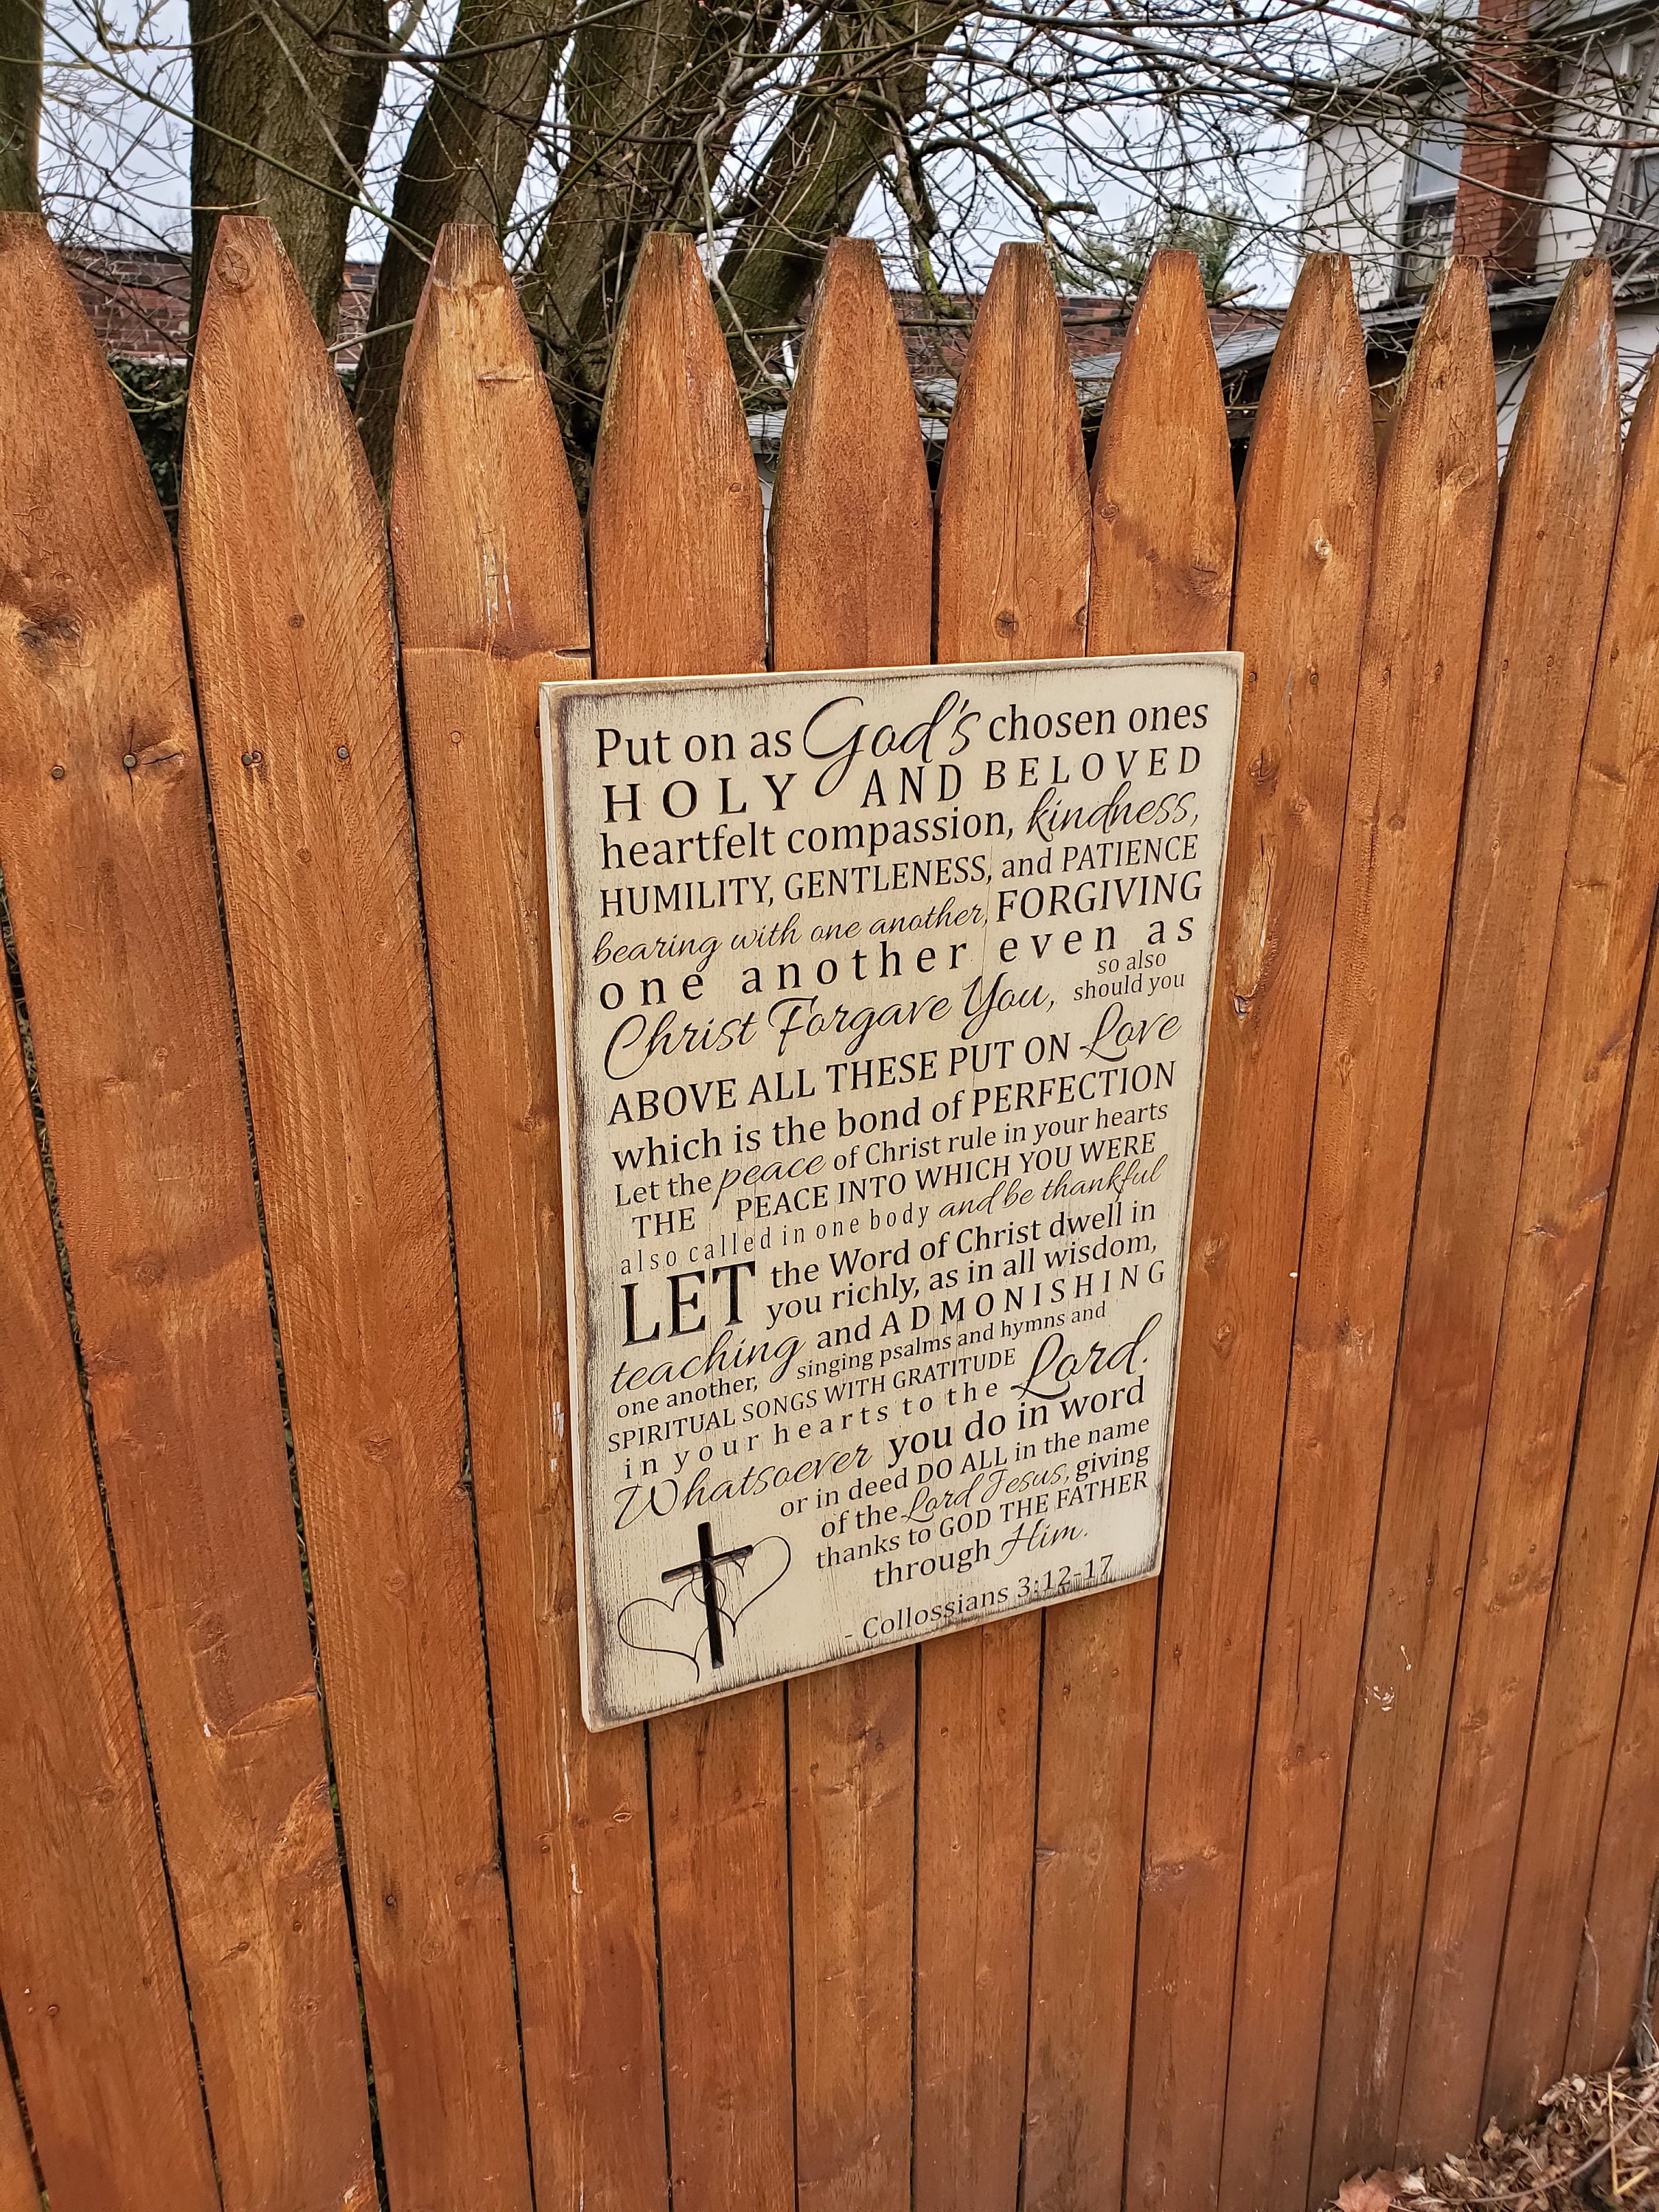 Put on as God's chosen ones
HOLY AND BELOVED
heartfelt compassion, kindness,
HUMILITY, GENTLENESS, and PATIENCE
bearing with one another, FORGIVING
one another even as
Christ Forgave You, so also should you
ABOVE ALL THESE PUT ON Love
which is the bond of PERFECTION
Let the peace of Christ rule in your hearts
THE PEACE INTO WHICH YOU WERE
also called in one body and be thankful
LET the Word of Christ dwell in
you richly, as in all wisdom,
teaching and ADMONISHING
one another, singing psalms and hymns and
SPIRITUAL SONGS WITH GRATITUDE
in your hearts to the Lord.
Whatsoever you do in word
or in deed DO ALL in the name
of the Lord Jesus, giving
thanks to GOD THE FATHER
through Him.
- Collossians 3:12-17